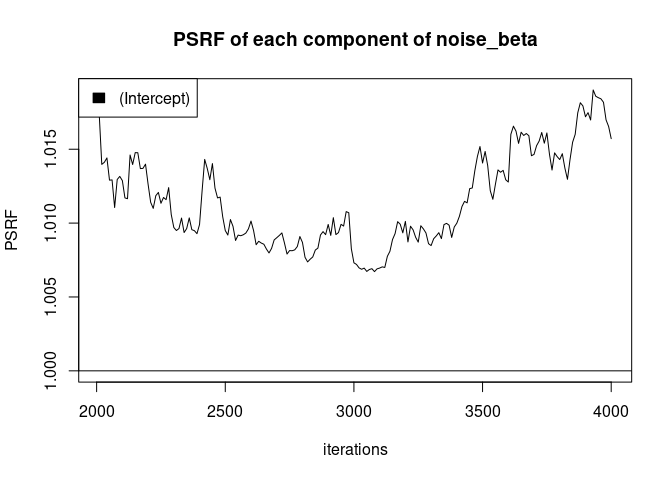 PSRF of each component of noise_beta
(Intercept)
PSRF
1.015
1.010
1.005
1.000
2000 2500 3000 3500 4000
iterations